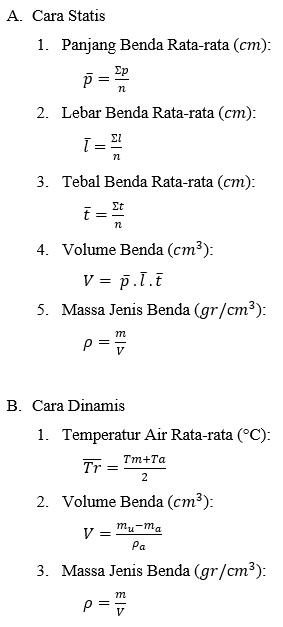 A. Cara Statis
1. Panjang Benda Rata-rata (cm):
p̄ = Σp/n
2. Lebar Benda Rata-rata (cm):
l̄ = Σl/n
3. Tebal Benda Rata-rata (cm):
t̄ = Σt/n
4. Volume Benda (cm³):
V = p̄ . l̄ . t̄
5. Massa Jenis Benda (gr/cm³):
ρ = m/V
B. Cara Dinamis
1. Temperatur Air Rata-rata (°C):
T̅r̅ = Tm+Ta/2
2. Volume Benda (cm³):
V = mᵤ−mₐ/ρₐ
3. Massa Jenis Benda (gr/cm³):
ρ = m/V